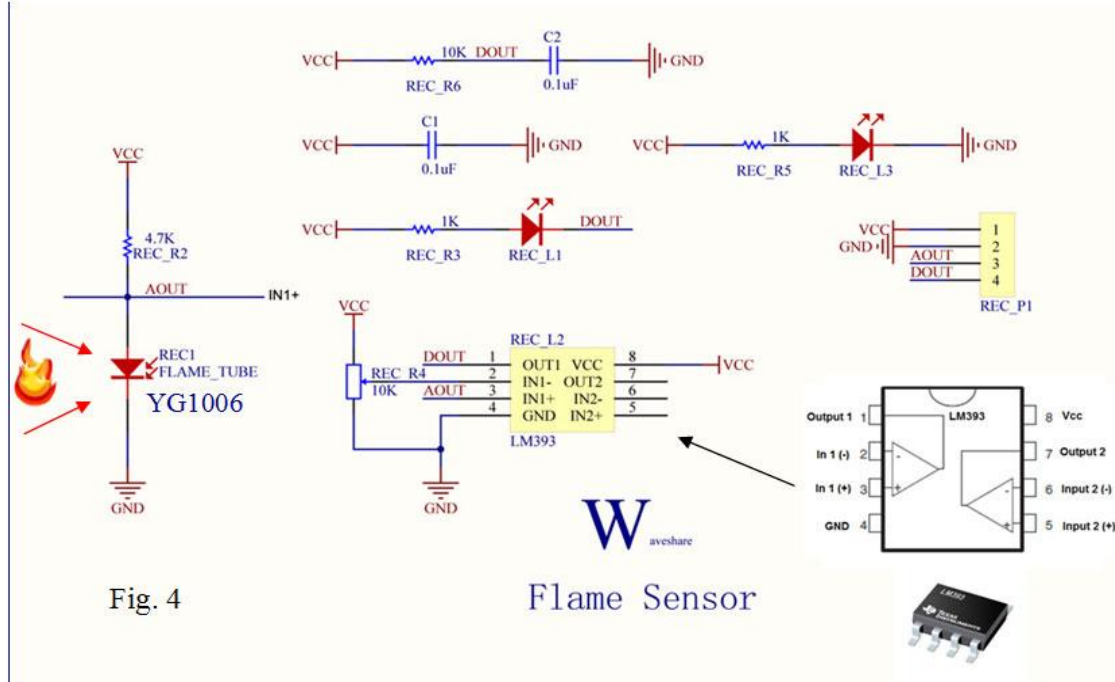 C2
VCC
10K
DOUT
GND
REC_R6
0.1uF
C1
VCC
GND
0.1uF
VCC
1K
GND
REC_R5
REC_L3
VCC
4.7K
REC_R2
AOUT
IN1+
REC1
FLAME_TUBE
YG1006
GND
VCC
1K
DOUT
REC_R3
REC_L1
VCC
1
GND
2
AOUT
3
DOUT
4
REC_P1
VCC
REC_R4
10K
REC_L2
DOUT
1
OUT1
VCC
8
VCC
2
IN1-
OUT2
7
AOUT
3
IN1+
IN2-
6
4
GND
IN2+
5
LM393
GND
Output 1
1
LM393
8
Vcc
In 1 (-)
2
7
Output 2
-
-
In 1 (+)
3
6
Input 2 (-)
+
+
GND
4
5
Input 2 (+)
Waveshare
Fig. 4
Flame Sensor
LM393
TEXAS
INSTRUMENTS